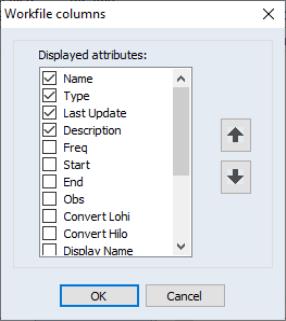 Workfile columns
Displayed attributes:
Name
Type
Last Update
Description
Freq
Start
End
Obs
Convert Lohi
Convert Hilo
Display Name
OK Cancel